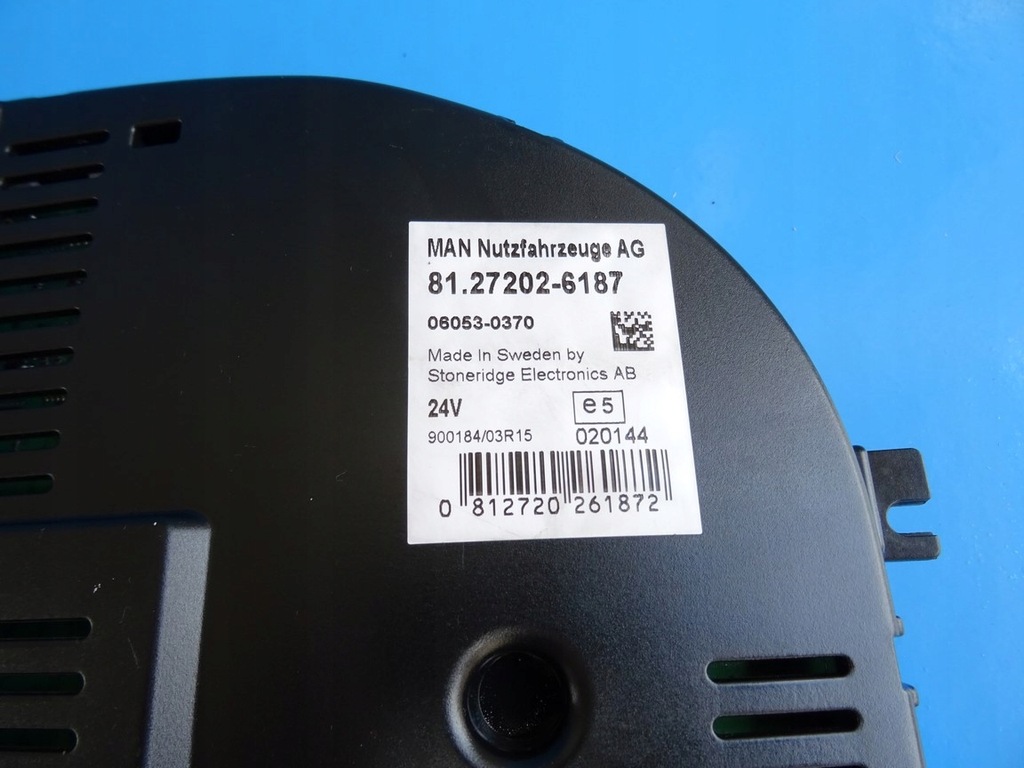 MAN Nutzfahrzeuge AG
81.27202-6187
06053-0370
Made In Sweden by
Stoneridge Electronics AB
24V
e5
900184/03R15
020144
0 812720 261872